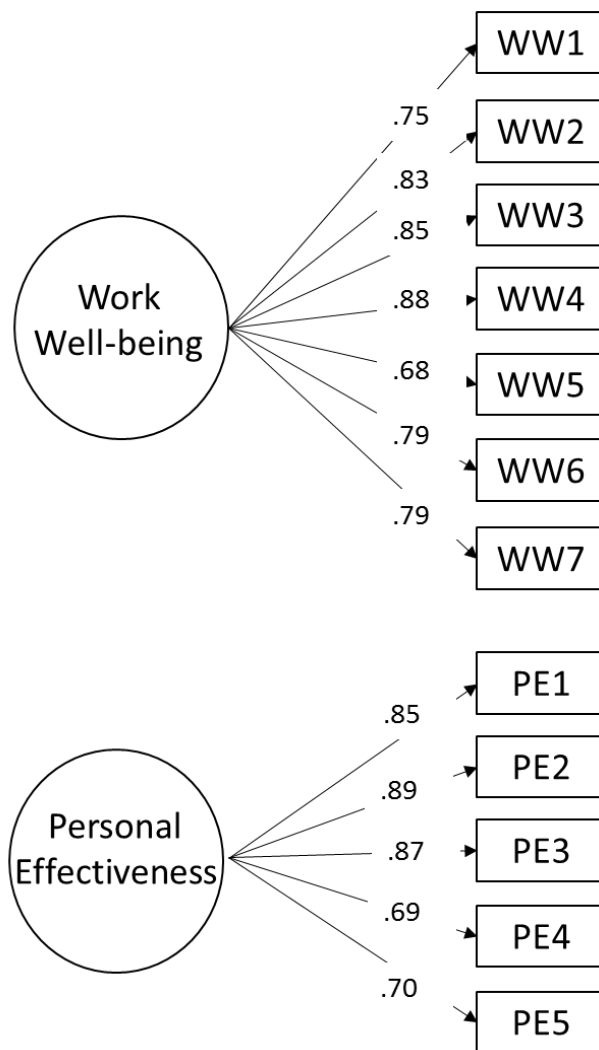 WW1
.75
WW2
.83
WW3
.85
Work
Well-being
.88
WW4
.68
WW5
.79
WW6
.79
WW7
PE1
.85
PE2
.89
Personal
Effectiveness
.87
PE3
.69
PE4
.70
PE5